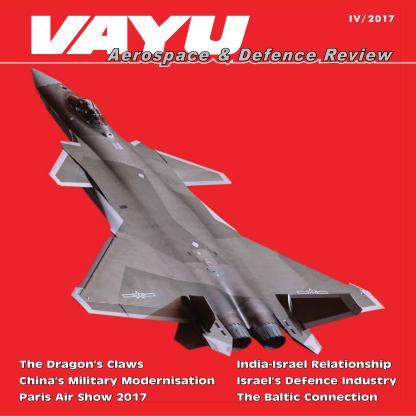 VAYU
IV/2017
Aerospace & Defence Review
The Dragon's Claws
China's Military Modernisation
Paris Air Show 2017
India-Israel Relationship
Israel's Defence Industry
The Baltic Connection